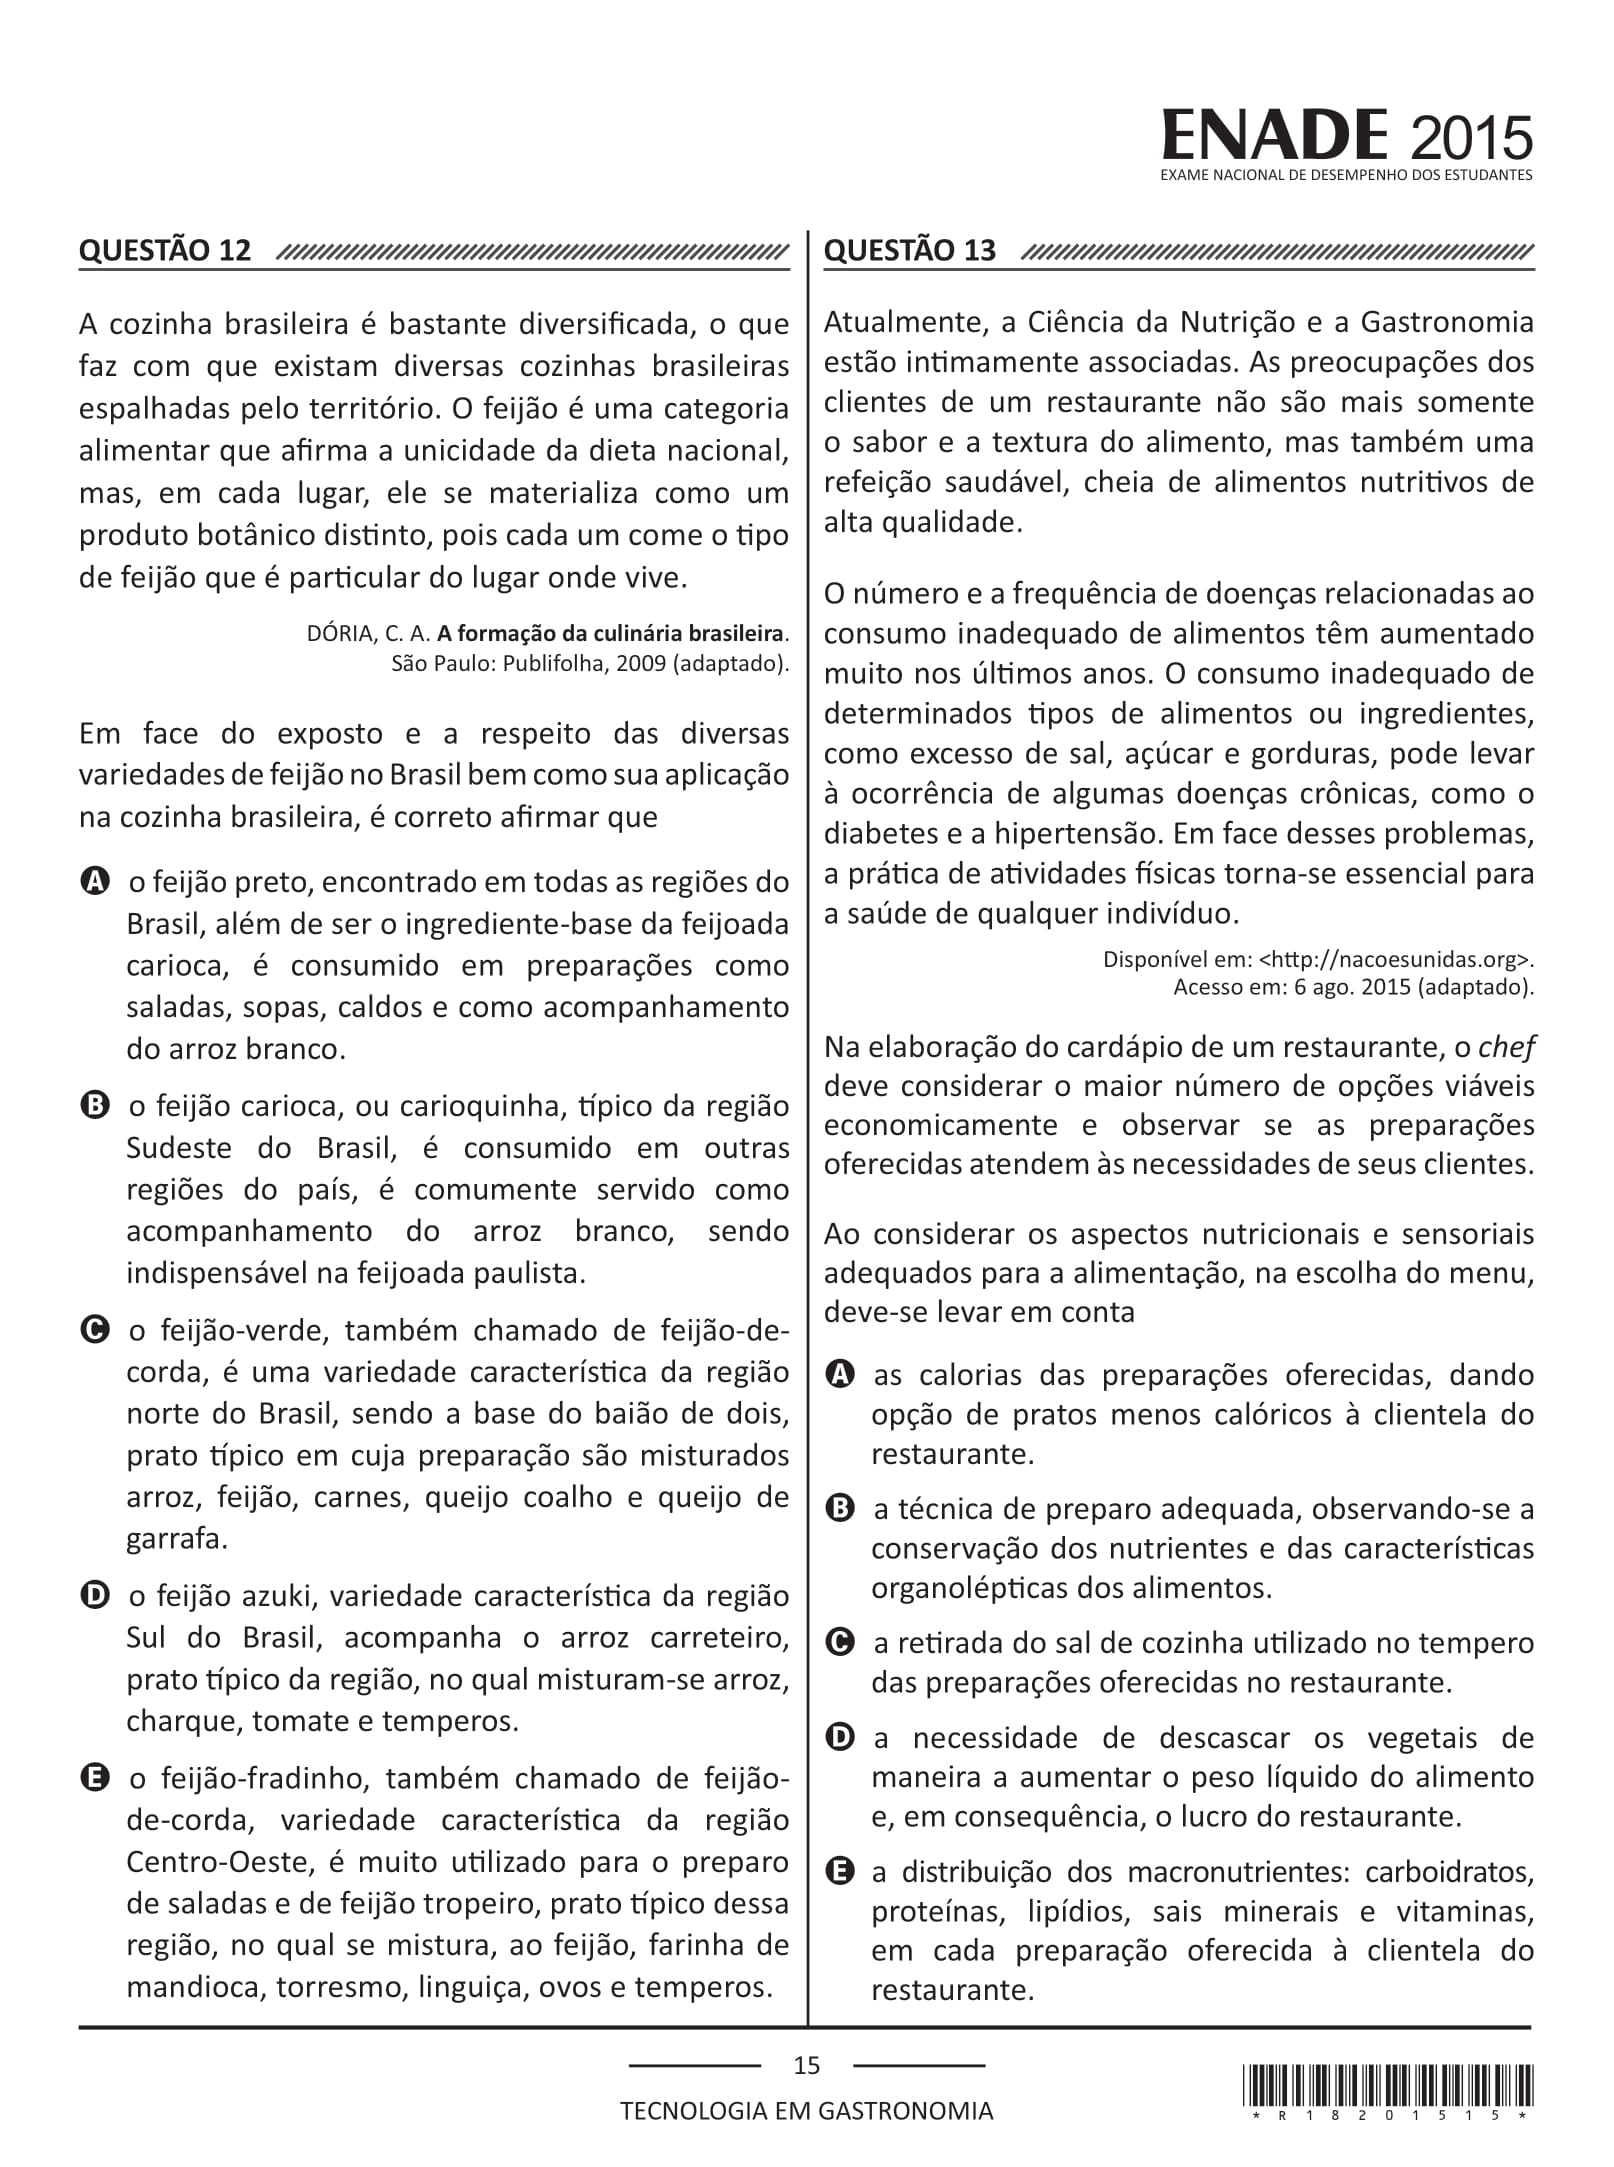 ENADE 2015
EXAME NACIONAL DE DESEMPENHO DOS ESTUDANTES
QUESTÃO 12
A cozinha brasileira é bastante diversificada, o que
faz com que existam diversas cozinhas brasileiras
espalhadas pelo território. O feijão é uma categoria
alimentar que afirma a unicidade da dieta nacional,
mas, em cada lugar, ele se materializa como um
produto botânico distinto, pois cada um come o tipo
de feijão que é particular do lugar onde vive.
DÓRIA, C. A. A formação da culinária brasileira.
São Paulo: Publifolha, 2009 (adaptado).
Em face do exposto e a respeito das diversas
variedades de feijão no Brasil bem como sua aplicação
na cozinha brasileira, é correto afirmar que
A o feijão preto, encontrado em todas as regiões do
Brasil, além de ser o ingrediente-base da feijoada
carioca, é consumido em preparações como
saladas, sopas, caldos e como acompanhamento
do arroz branco.
B o feijão carioca, ou carioquinha, típico da região
Sudeste do Brasil, é consumido em outras
regiões do país, é comumente servido como
acompanhamento do arroz branco, sendo
indispensável na feijoada paulista.
C o feijão-verde, também chamado de feijão-de-
corda, é uma variedade característica da região
norte do Brasil, sendo a base do baião de dois,
prato típico em cuja preparação são misturados
arroz, feijão, carnes, queijo coalho e queijo de
garrafa.
D o feijão azuki, variedade característica da região
Sul do Brasil, acompanha o arroz carreteiro,
prato típico da região, no qual misturam-se arroz,
charque, tomate e temperos.
E o feijão-fradinho, também chamado de feijão-
de-corda, variedade característica da região
Centro-Oeste, é muito utilizado para o preparo
de saladas e de feijão tropeiro, prato típico dessa
região, no qual se mistura, ao feijão, farinha de
mandioca, torresmo, linguiça, ovos e temperos.
QUESTÃO 13
Atualmente, a Ciência da Nutrição e a Gastronomia
estão intimamente associadas. As preocupações dos
clientes de um restaurante não são mais somente
o sabor e a textura do alimento, mas também uma
refeição saudável, cheia de alimentos nutritivos de
alta qualidade.
O número e a frequência de doenças relacionadas ao
consumo inadequado de alimentos têm aumentado
muito nos últimos anos. O consumo inadequado de
determinados tipos de alimentos ou ingredientes,
como excesso de sal, açúcar e gorduras, pode levar
à ocorrência de algumas doenças crônicas, como o
diabetes e a hipertensão. Em face desses problemas,
a prática de atividades físicas torna-se essencial para
a saúde de qualquer indivíduo.
Disponível em: <http://nacoesunidas.org>.
Acesso em: 6 ago. 2015 (adaptado).
Na elaboração do cardápio de um restaurante, o chef
deve considerar o maior número de opções viáveis
economicamente e observar se as preparações
oferecidas atendem às necessidades de seus clientes.
Ao considerar os aspectos nutricionais e sensoriais
adequados para a alimentação, na escolha do menu,
deve-se levar em conta
A as calorias das preparações oferecidas, dando
opção de pratos menos calóricos à clientela do
restaurante.
B a técnica de preparo adequada, observando-se a
conservação dos nutrientes e das características
organolépticas dos alimentos.
C a retirada do sal de cozinha utilizado no tempero
das preparações oferecidas no restaurante.
D a necessidade de descascar os vegetais de
maneira a aumentar o peso líquido do alimento
e, em consequência, o lucro do restaurante.
E a distribuição dos macronutrientes: carboidratos,
proteínas, lipídios, sais minerais e vitaminas,
em cada preparação oferecida à clientela do
restaurante.
15
TECNOLOGIA EM GASTRONOMIA
*R18201515*